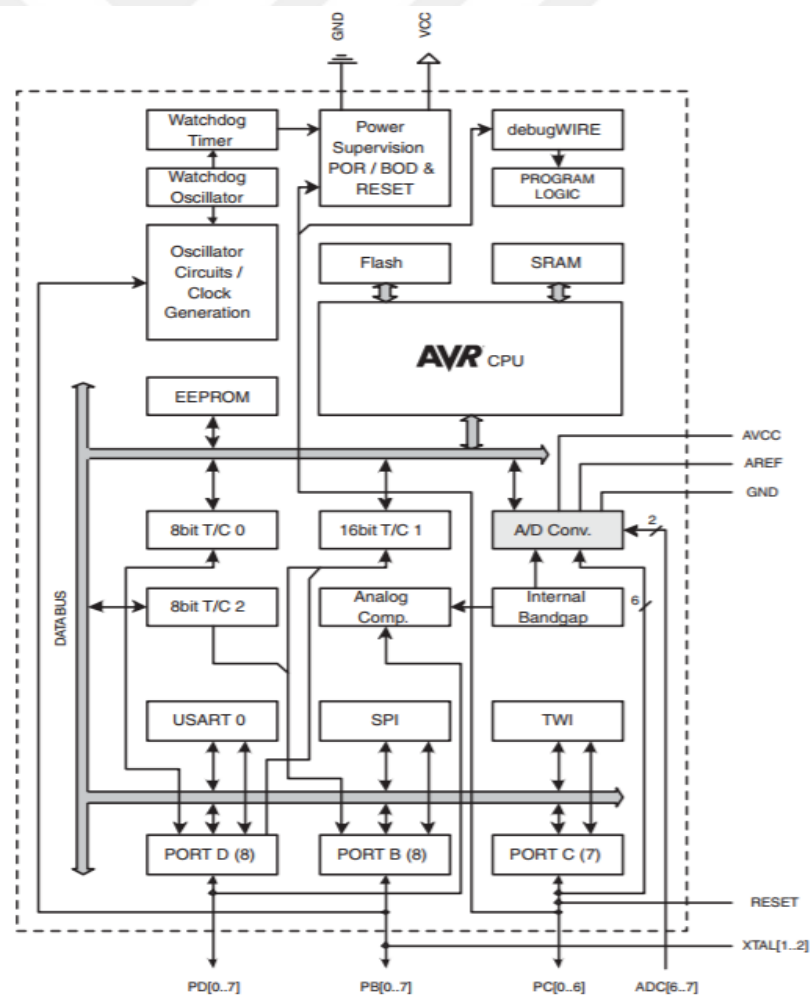 GND
VCC
Watchdog
Timer
Power
Supervision
POR / BOD &
RESET
debugWIRE
Watchdog
Oscillator
PROGRAM
LOGIC
Oscillator
Circuits /
Clock
Generation
Flash
SRAM
AVR CPU
EEPROM
AVCC
AREF
GND
8bit T/C 0
16bit T/C 1
A/D Conv.
2
DATABUS
8bit T/C 2
Analog
Comp.
Internal
Bandgap
6
USART 0
SPI
TWI
PORT D (8)
PORT B (8)
PORT C (7)
RESET
XTAL[1..2]
PD[0..7]
PB[0..7]
PC[0..6]
ADC[6..7]